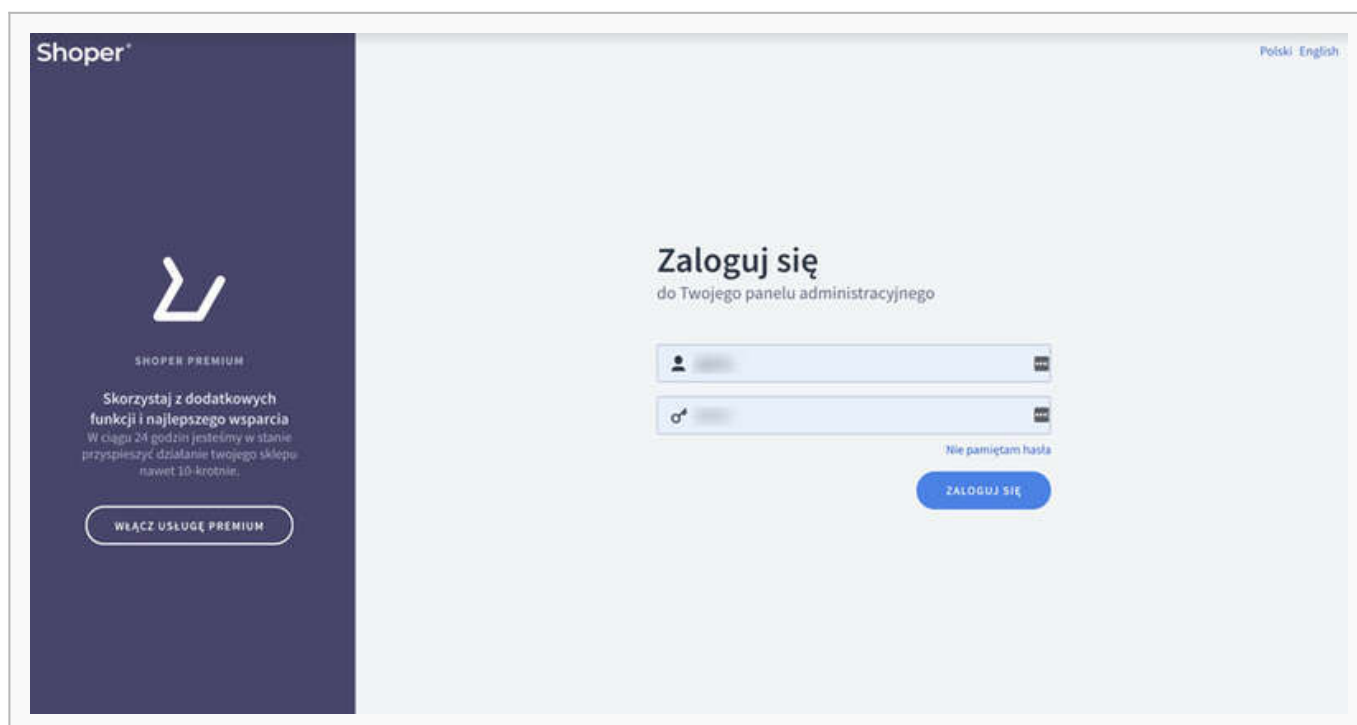 Shoper®
Polski English
SHOPER PREMIUM
Skorzystaj z dodatkowych
funkcji i najlepszego wsparcia
W ciągu 24 godzin jesteśmy w stanie
przyspieszyć działanie twojego sklepu
nawet 10-krotnie.
WŁĄCZ USŁUGĘ PREMIUM
Zaloguj się
do Twojego panelu administracyjnego
Nie pamiętam hasła
ZALOGUJ SIĘ